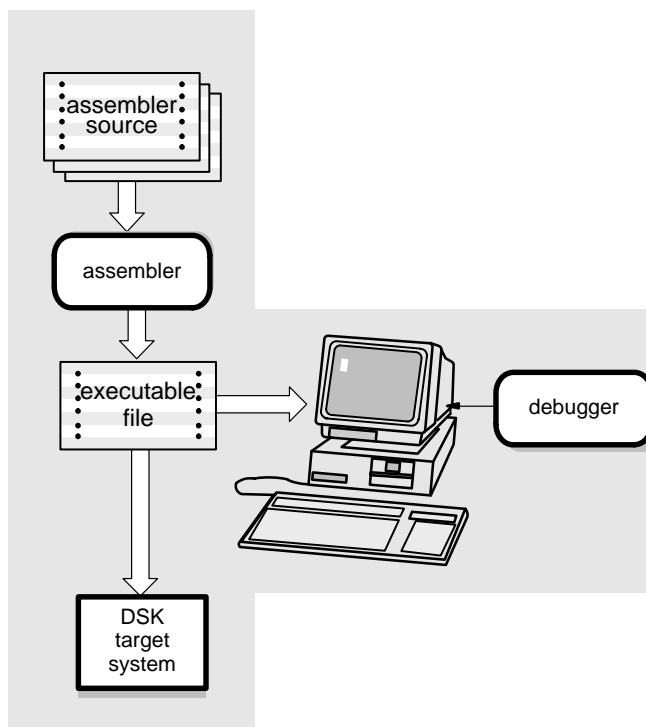 assembler
source
assembler
executable
file
debugger
DSK
target
system